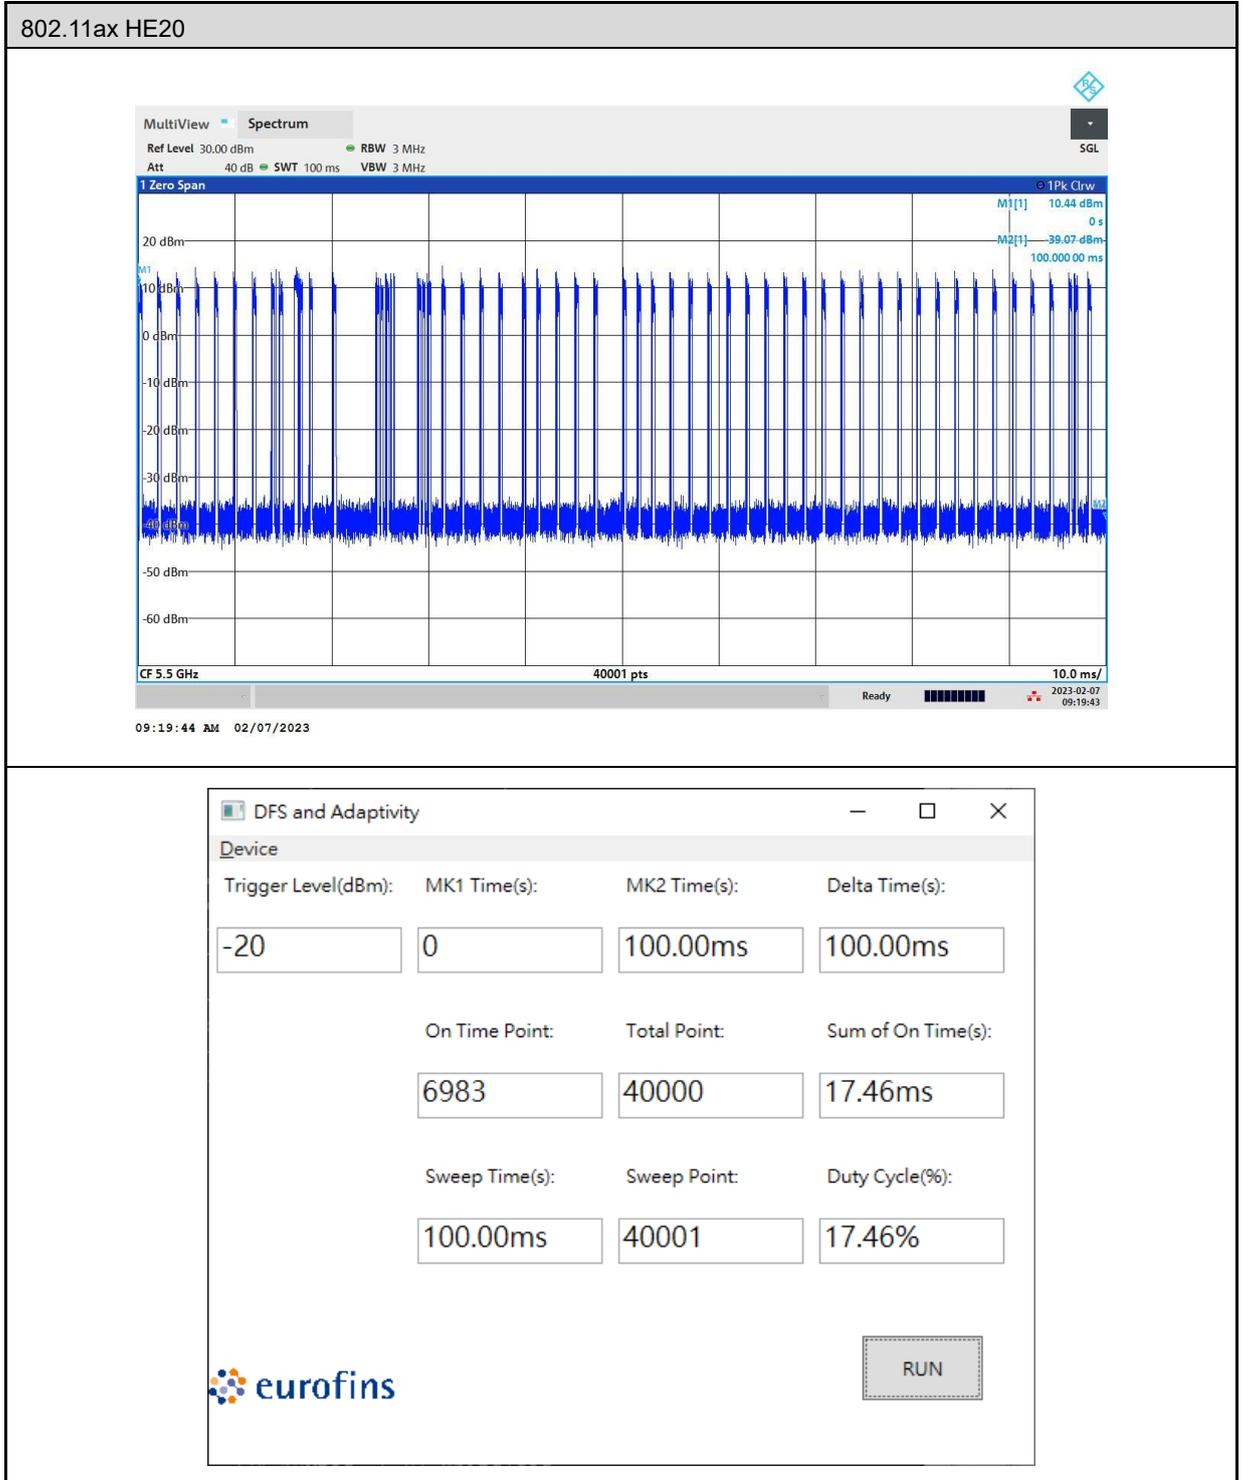 802.11ax HE20
R&S
MultiView Spectrum
Ref Level 30.00 dBm RBW 3 MHz SGL
Att 40 dB SWT 100 ms VBW 3 MHz
1 Zero Span 1Pk Clrw
M1[1] 10.44 dBm
0 s
20 dBm M2[1] -39.07 dBm
100.000 00 ms
M1
10 dBm
0 dBm
-10 dBm
-20 dBm
-30 dBm
M2
-40 dBm
-50 dBm
-60 dBm
CF 5.5 GHz 40001 pts 10.0 ms/
Ready 2023-02-07
09:19:43
09:19:44 AM 02/07/2023
DFS and Adaptivity
Device
Trigger Level(dBm): MK1 Time(s): MK2 Time(s): Delta Time(s):
-20 0 100.00ms 100.00ms
On Time Point: Total Point: Sum of On Time(s):
6983 40000 17.46ms
Sweep Time(s): Sweep Point: Duty Cycle(%):
100.00ms 40001 17.46%
RUN
eurofins